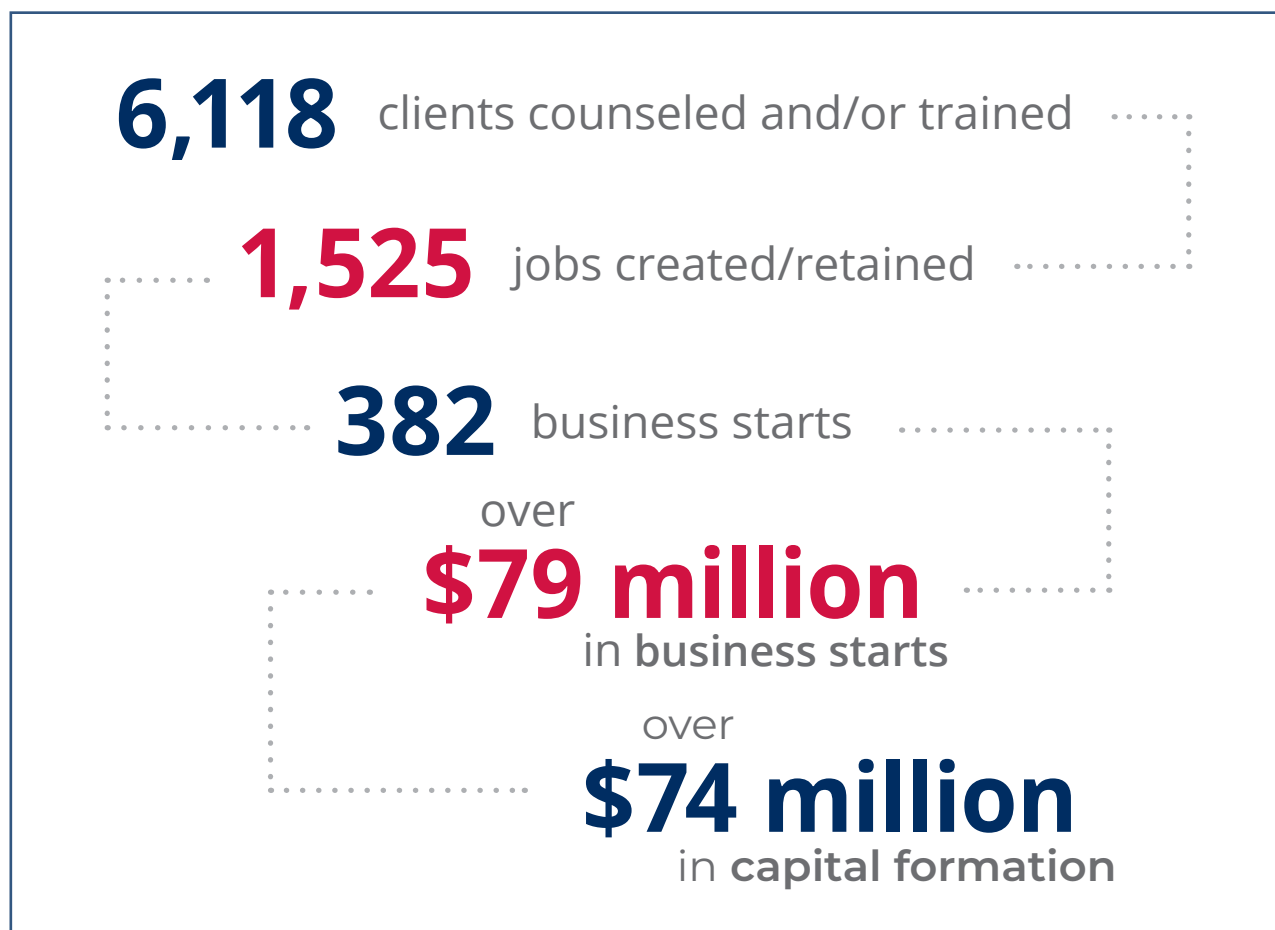 6,118 clients counseled and/or trained
1,525 jobs created/retained
382 business starts
over
$79 million
in business starts
over
$74 million
in capital formation